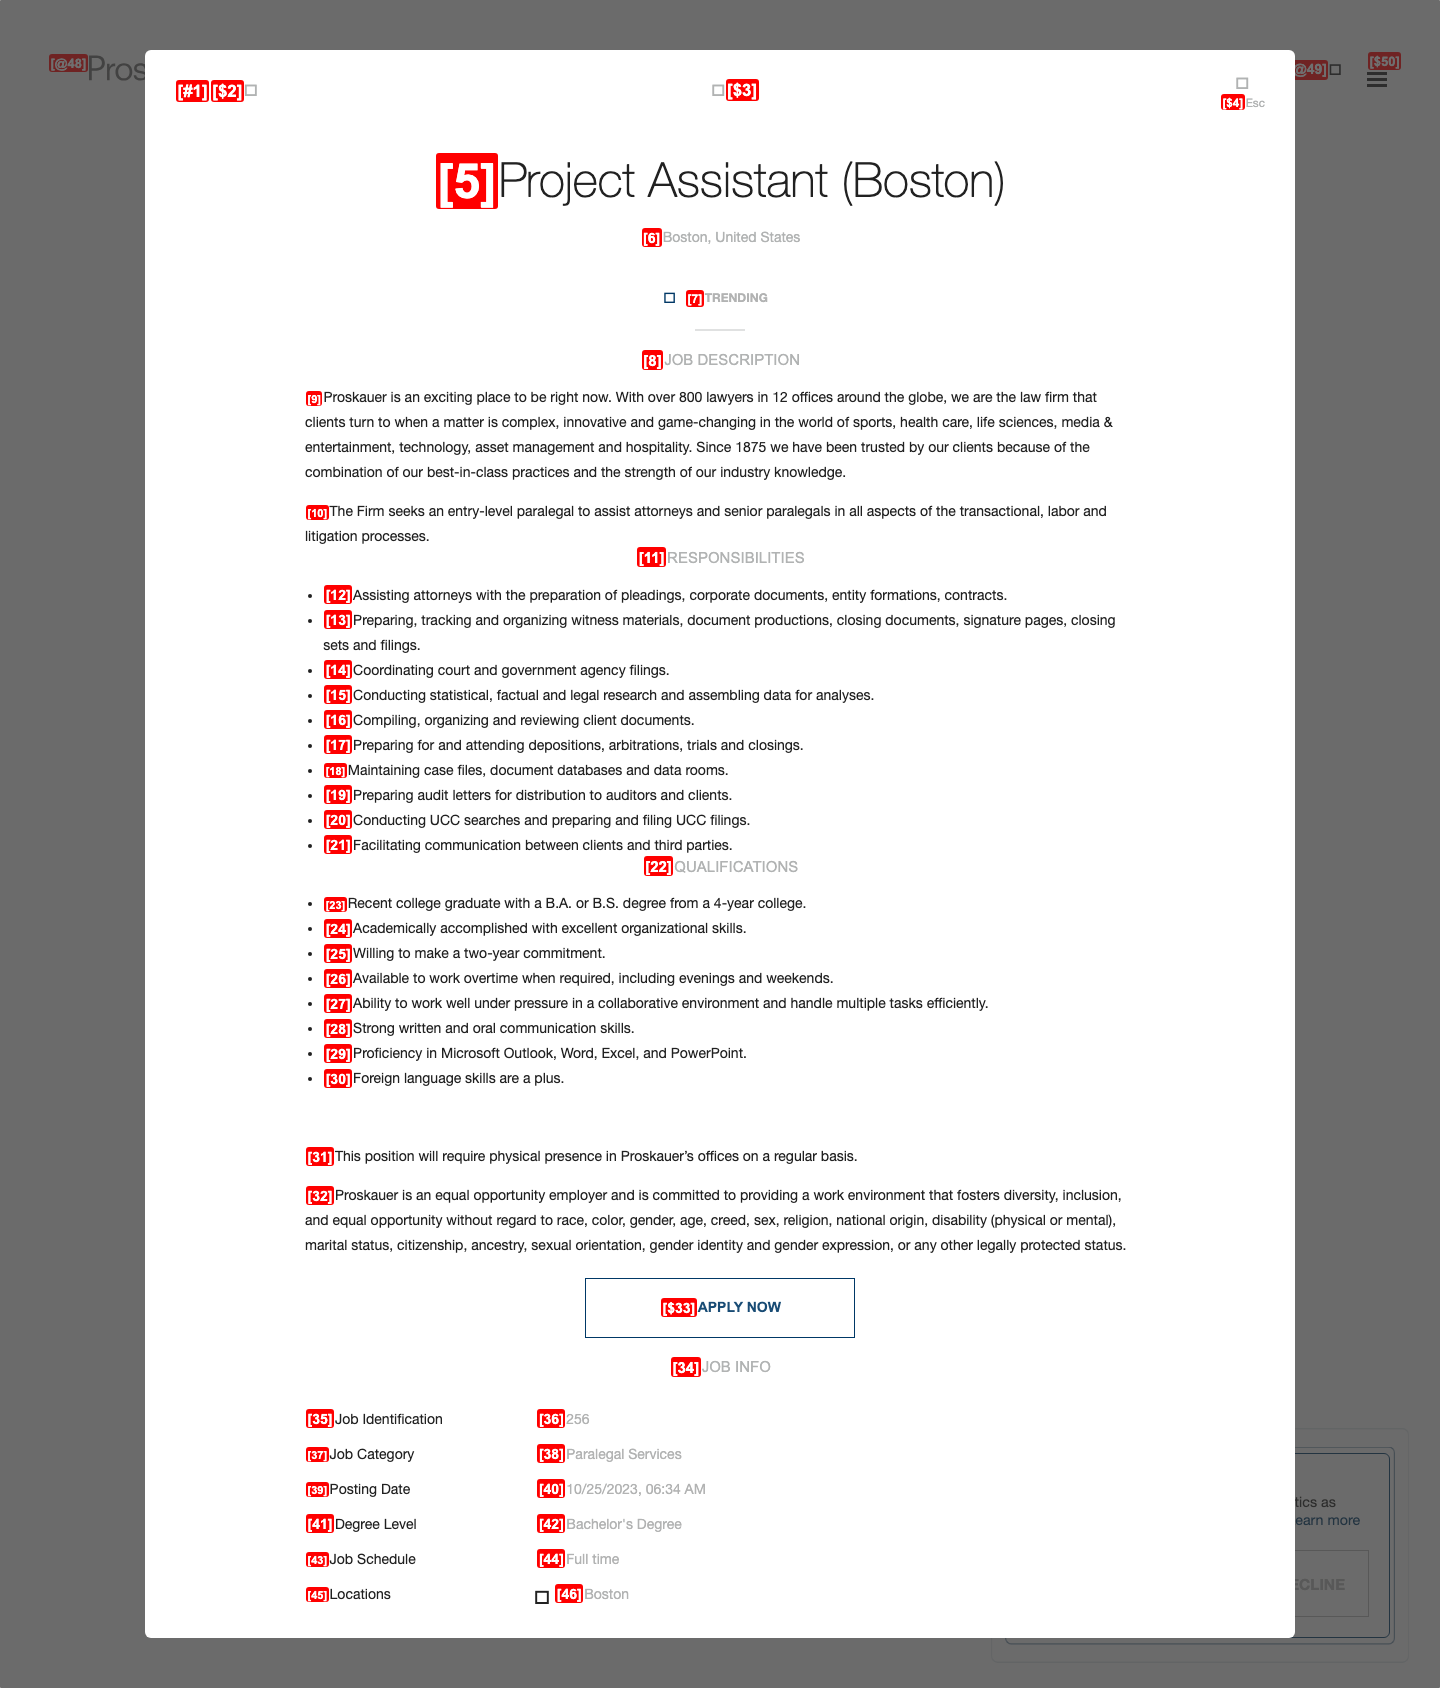 [@48]Pros
[#1] [$2]
[$3]
[$4]Esc
@49]
[$50]
[5]Project Assistant (Boston)
[6]Boston, United States
[7]TRENDING
[8]JOB DESCRIPTION
[9]Proskauer is an exciting place to be right now. With over 800 lawyers in 12 offices around the globe, we are the law firm that
clients turn to when a matter is complex, innovative and game-changing in the world of sports, health care, life sciences, media &
entertainment, technology, asset management and hospitality. Since 1875 we have been trusted by our clients because of the
combination of our best-in-class practices and the strength of our industry knowledge.
[10]The Firm seeks an entry-level paralegal to assist attorneys and senior paralegals in all aspects of the transactional, labor and
litigation processes.
[11]RESPONSIBILITIES
• [12]Assisting attorneys with the preparation of pleadings, corporate documents, entity formations, contracts.
• [13]Preparing, tracking and organizing witness materials, document productions, closing documents, signature pages, closing
sets and filings.
• [14]Coordinating court and government agency filings.
• [15]Conducting statistical, factual and legal research and assembling data for analyses.
• [16]Compiling, organizing and reviewing client documents.
• [17]Preparing for and attending depositions, arbitrations, trials and closings.
• [18]Maintaining case files, document databases and data rooms.
• [19]Preparing audit letters for distribution to auditors and clients.
• [20]Conducting UCC searches and preparing and filing UCC filings.
• [21]Facilitating communication between clients and third parties.
[22]QUALIFICATIONS
• [23]Recent college graduate with a B.A. or B.S. degree from a 4-year college.
• [24]Academically accomplished with excellent organizational skills.
• [25]Willing to make a two-year commitment.
• [26]Available to work overtime when required, including evenings and weekends.
• [27]Ability to work well under pressure in a collaborative environment and handle multiple tasks efficiently.
• [28]Strong written and oral communication skills.
• [29]Proficiency in Microsoft Outlook, Word, Excel, and PowerPoint.
• [30]Foreign language skills are a plus.
[31]This position will require physical presence in Proskauer’s offices on a regular basis.
[32]Proskauer is an equal opportunity employer and is committed to providing a work environment that fosters diversity, inclusion,
and equal opportunity without regard to race, color, gender, age, creed, sex, religion, national origin, disability (physical or mental),
marital status, citizenship, ancestry, sexual orientation, gender identity and gender expression, or any other legally protected status.
[$33]APPLY NOW
[34]JOB INFO
[35]Job Identification [36]256
[37]Job Category [38]Paralegal Services
[39]Posting Date [40]10/25/2023, 06:34 AM
[41]Degree Level [42]Bachelor's Degree
[43]Job Schedule [44]Full time
[45]Locations [46]Boston
tics as
earn more
ECLINE